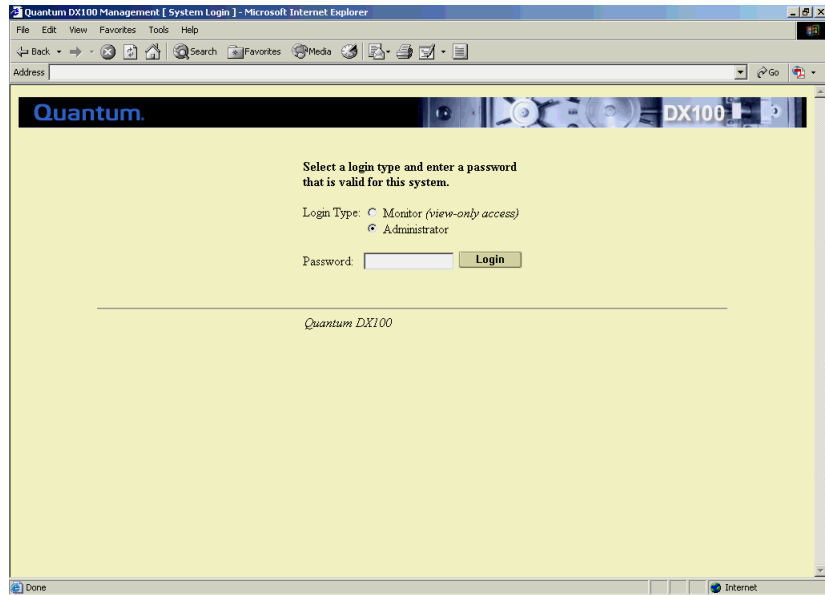 Quantum DX100 Management [ System Login ] - Microsoft Internet Explorer
File Edit View Favorites Tools Help
Back Search Favorites Media
Address Go
Quantum. DX100
Select a login type and enter a password
that is valid for this system.
Login Type: Monitor (view-only access)
Administrator
Password: Login
Quantum DX100
Done Internet